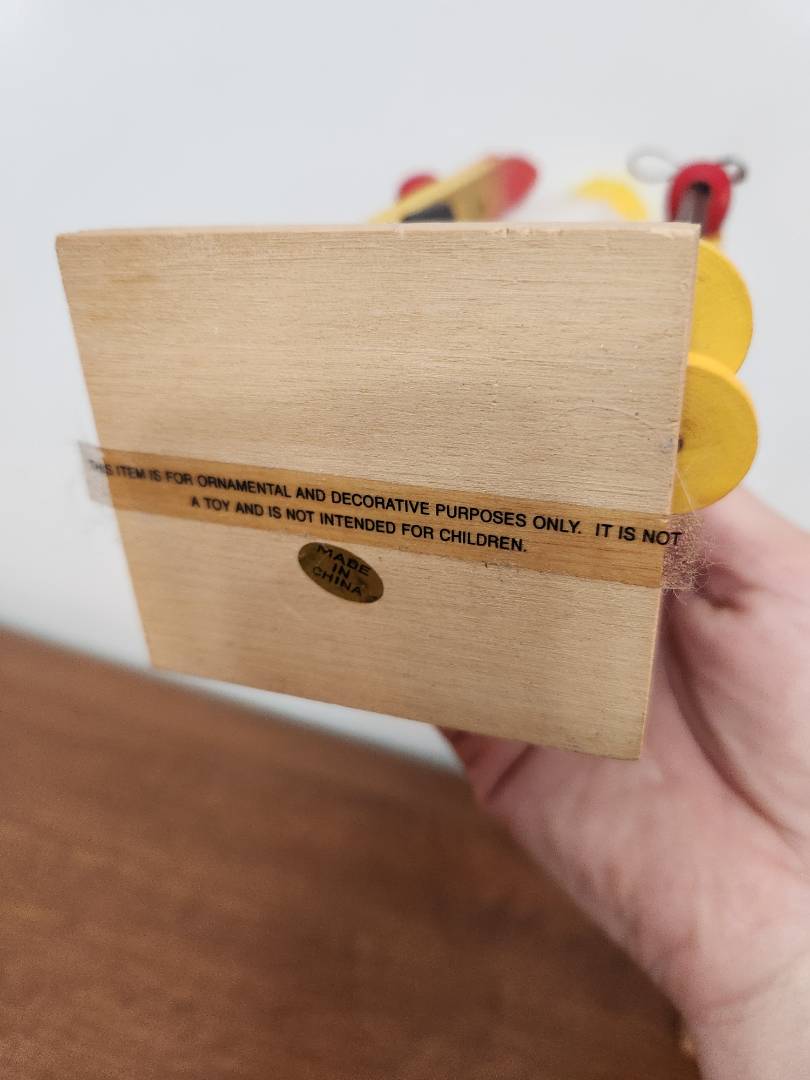 THIS ITEM IS FOR ORNAMENTAL AND DECORATIVE PURPOSES ONLY. IT IS NOT
A TOY AND IS NOT INTENDED FOR CHILDREN.
MADE
IN
CHINA